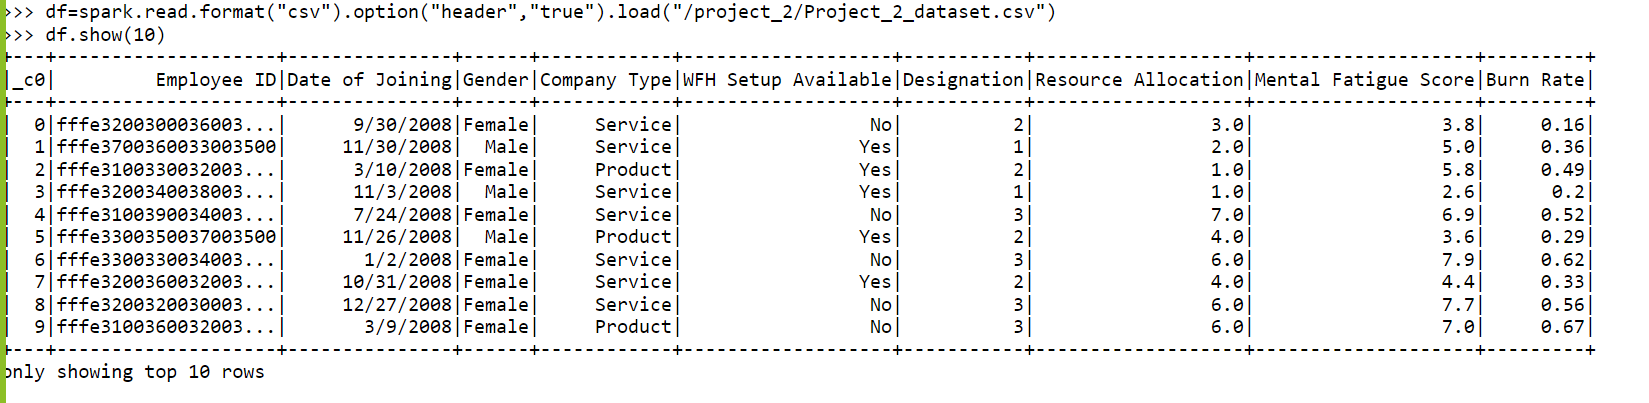 >>> df=spark.read.format("csv").option("header","true").load("/project_2/Project_2_dataset.csv")
>>> df.show(10)
+---+--------------------+---------------+------+------------+-------------------+-----------+-------------------+--------------------+---------+
|_c0|         Employee ID|Date of Joining|Gender|Company Type|WFH Setup Available|Designation|Resource Allocation|Mental Fatigue Score|Burn Rate|
+---+--------------------+---------------+------+------------+-------------------+-----------+-------------------+--------------------+---------+
|  0|fffe3200300036003...|      9/30/2008|Female|     Service|                 No|          2|                3.0|                 3.8|     0.16|
|  1|fffe3700360033003500|     11/30/2008|  Male|     Service|                Yes|          1|                2.0|                 5.0|     0.36|
|  2|fffe3100330032003...|      3/10/2008|Female|     Product|                Yes|          2|                1.0|                 5.8|     0.49|
|  3|fffe3200340038003...|      11/3/2008|  Male|     Service|                Yes|          1|                1.0|                 2.6|      0.2|
|  4|fffe3100390034003...|      7/24/2008|Female|     Service|                 No|          3|                7.0|                 6.9|     0.52|
|  5|fffe3300350037003500|     11/26/2008|  Male|     Product|                Yes|          2|                4.0|                 3.6|     0.29|
|  6|fffe3300330034003...|       1/2/2008|Female|     Service|                 No|          3|                6.0|                 7.9|     0.62|
|  7|fffe3200360032003...|     10/31/2008|Female|     Service|                Yes|          2|                4.0|                 4.4|     0.33|
|  8|fffe3200320030003...|     12/27/2008|Female|     Service|                 No|          3|                6.0|                 7.7|     0.56|
|  9|fffe3100360032003...|       3/9/2008|Female|     Product|                 No|          3|                6.0|                 7.0|     0.67|
+---+--------------------+---------------+------+------------+-------------------+-----------+-------------------+--------------------+---------+
only showing top 10 rows